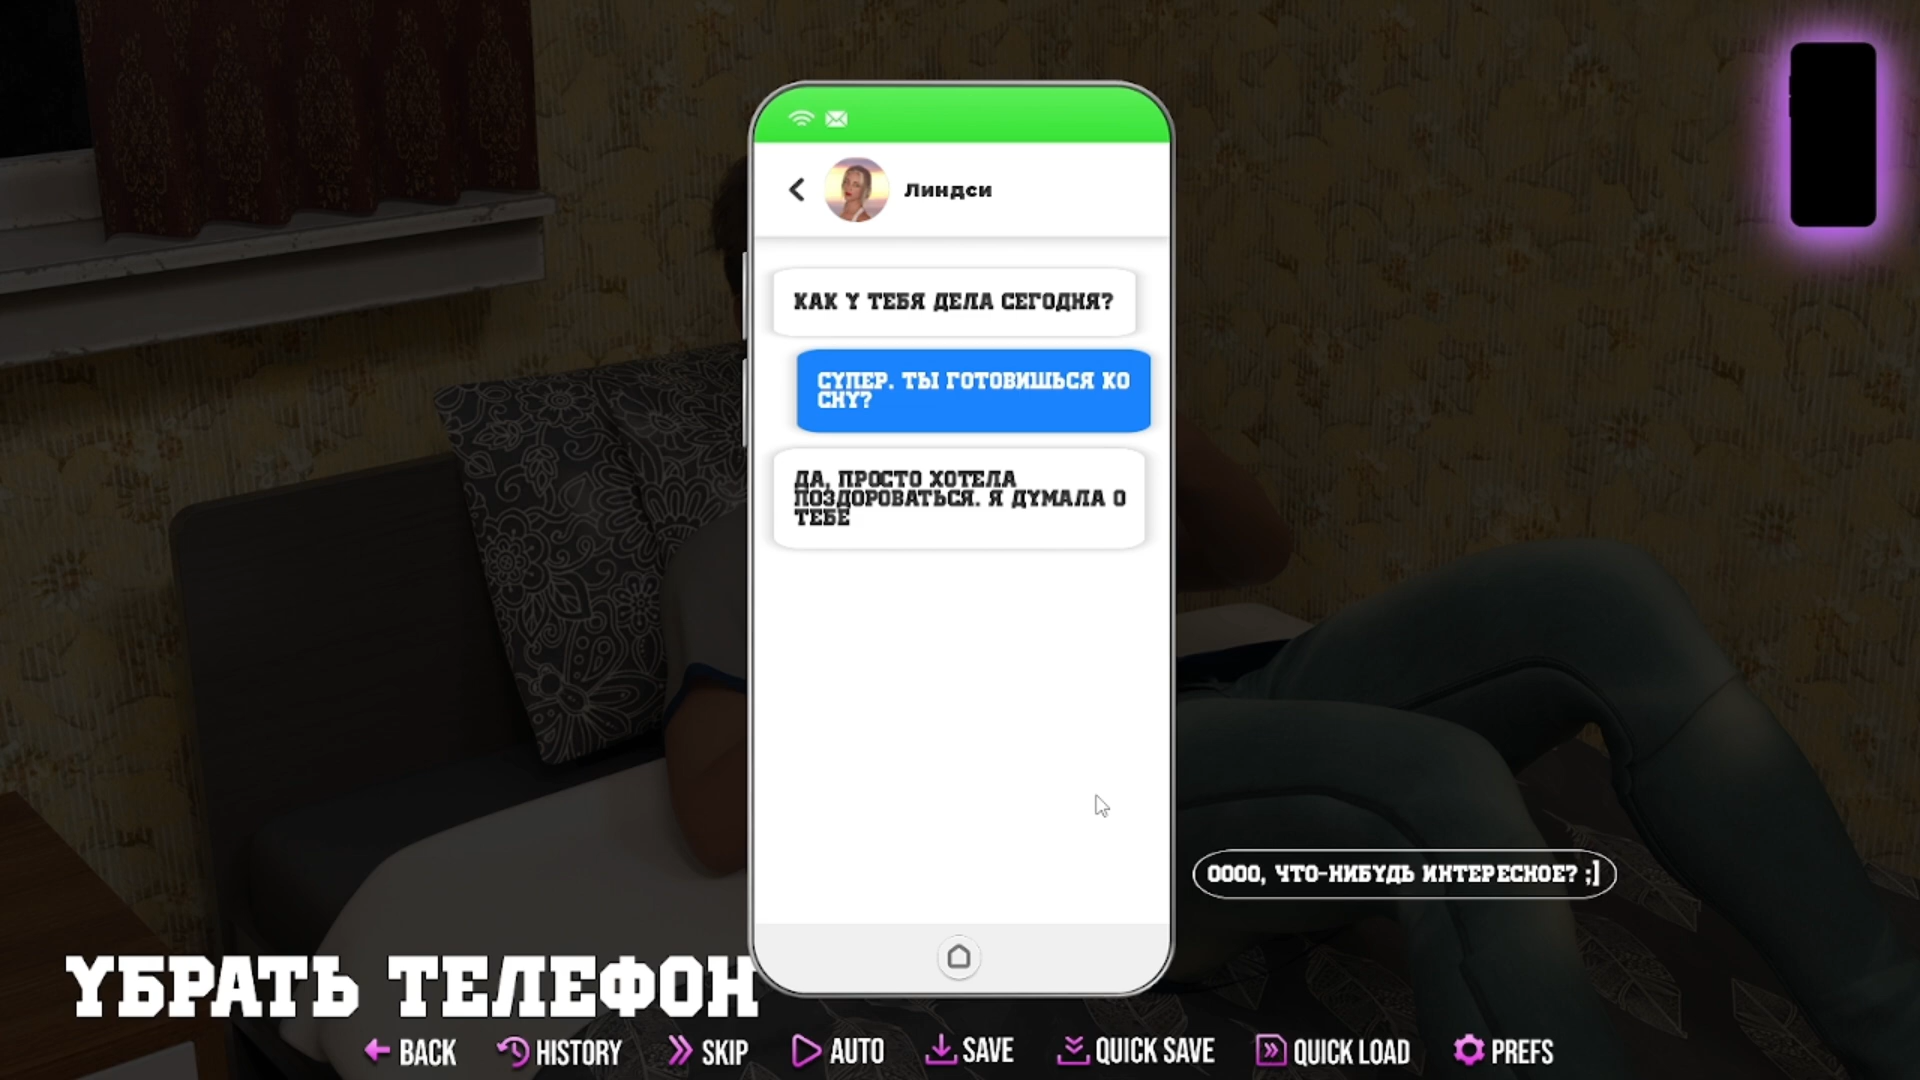 Линдси
КАК У ТЕБЯ ДЕЛА СЕГОДНЯ?
СУПЕР. ТЫ ГОТОВИШЬСЯ КО
СНУ?
ДА, ПРОСТО ХОТЕЛА
ПОЗДОРОВАТЬСЯ. Я ДУМАЛА О
ТЕБЕ
ОООО, ЧТО-НИБУДЬ ИНТЕРЕСНОЕ? ;]
УБРАТЬ ТЕЛЕФОН
BACK HISTORY SKIP AUTO SAVE QUICK SAVE QUICK LOAD PREFS